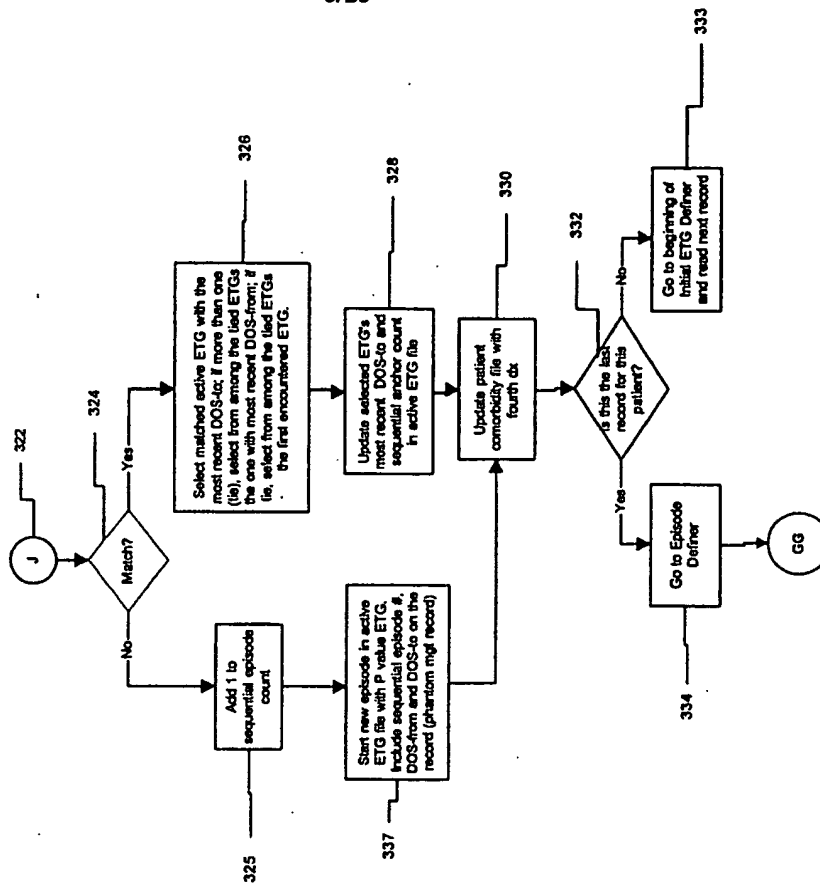 322
J
324
Match?
Yes
No
326
Select matched active ETG with the
most recent DOS-to; if more than one
(tie), select from among the tied ETGs
the one with most recent DOS-from; if
tie, select from among the tied ETGs
the first encountered ETG.
325
Add 1 to
sequential episode
count
328
Update selected ETG's
most recent DOS-to and
sequential anchor count
in active ETG file
337
Start new episode in active
ETG file with P value ETG.
Include sequential episode #,
DOS-from and DOS-to on the
record (phantom mgt record)
330
Update patient
comorbidity file with
fourth dx
332
Is this the last
record for this
patient?
Yes
No
333
Go to beginning of
Initial ETG Definer
and read next record
334
Go to Episode
Definer
GG